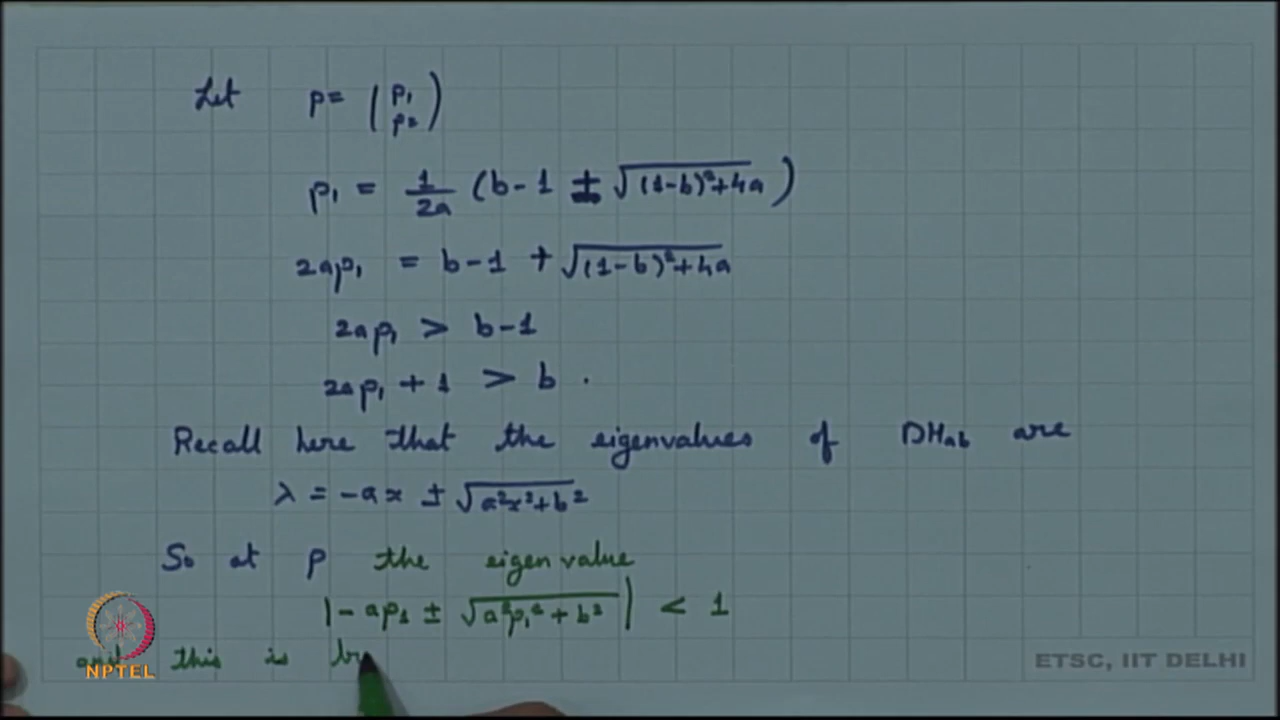 Let p = (p1 p2)
p1 = 1/2a (b-1 ± √(1-b)²+4a)
2ap1 = b-1 + √(1-b)²+4a
2ap1 > b-1
2ap1 + 1 > b .
Recall here that the eigenvalues of DHab are
λ = -ax ± √a²x²+b²
So at p the eigen value
|-ap1 ± √a²p1²+b²| < 1
and this is
NPTEL
ETSC, IIT DELHI